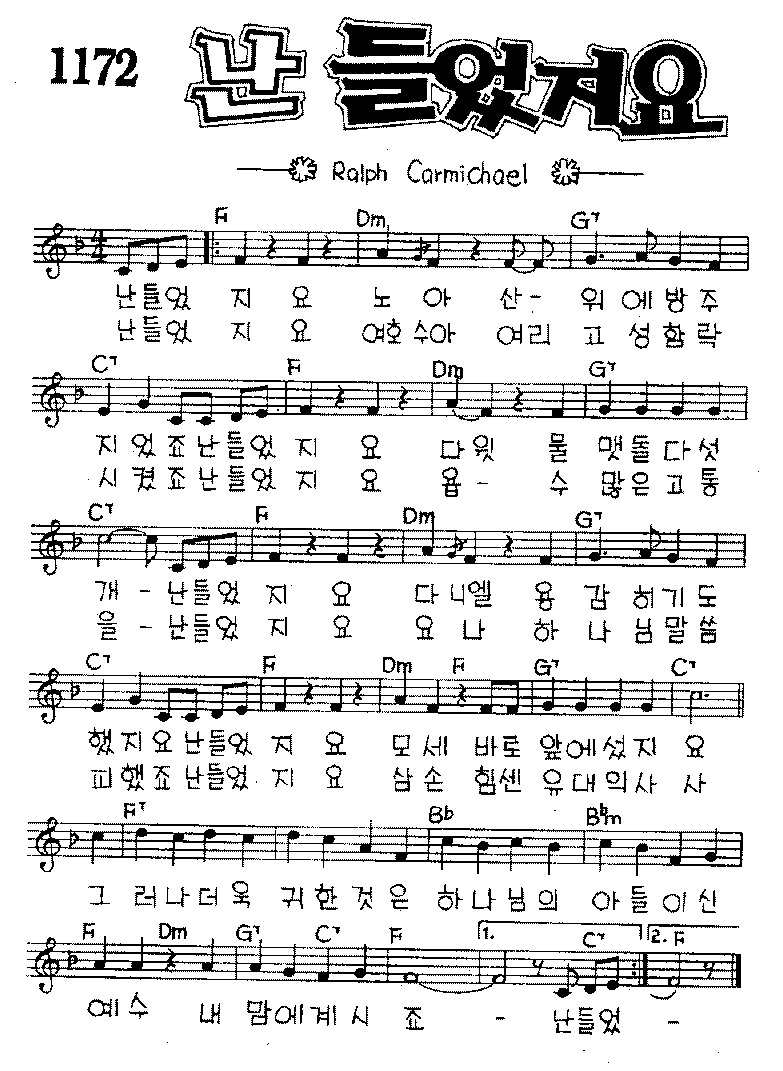 1172
난 들었지요
Ralph Carmichael
F Dm G7
난들었 지 요 노 아 산- 위 에 방 주
난들었 지 요 여호수아 여리 고 성 함 락
C7 F Dm G7
지 었 죠 난 들 었 지 요 다 윗 물 맷 돌 다 섯
시 켰 죠 난 들 었 지 요 욥 - 수 많 은 고 통
C7 F Dm G7
개 - 난 들 었 지 요 다 니엘 용 감 히 기 도
을 - 난 들 었 지 요 요 나 하 나 님 말 씀
C7 F Dm F G7 C7
했 지 요 난 들 었 지 요 모 세 바 로 앞 에 섰 지 요
피 했 죠 난 들 었 지 요 삼 손 힘 센 유 대 의 사 사
F7 Bb Bbm
그 러 나 더 욱 귀 한 것 은 하 나 님 의 아 들 이 신
F Dm G7 C7 F 1. C7 2. F
예 수 내 맘 에 계 시 죠 - 난 들 었 -